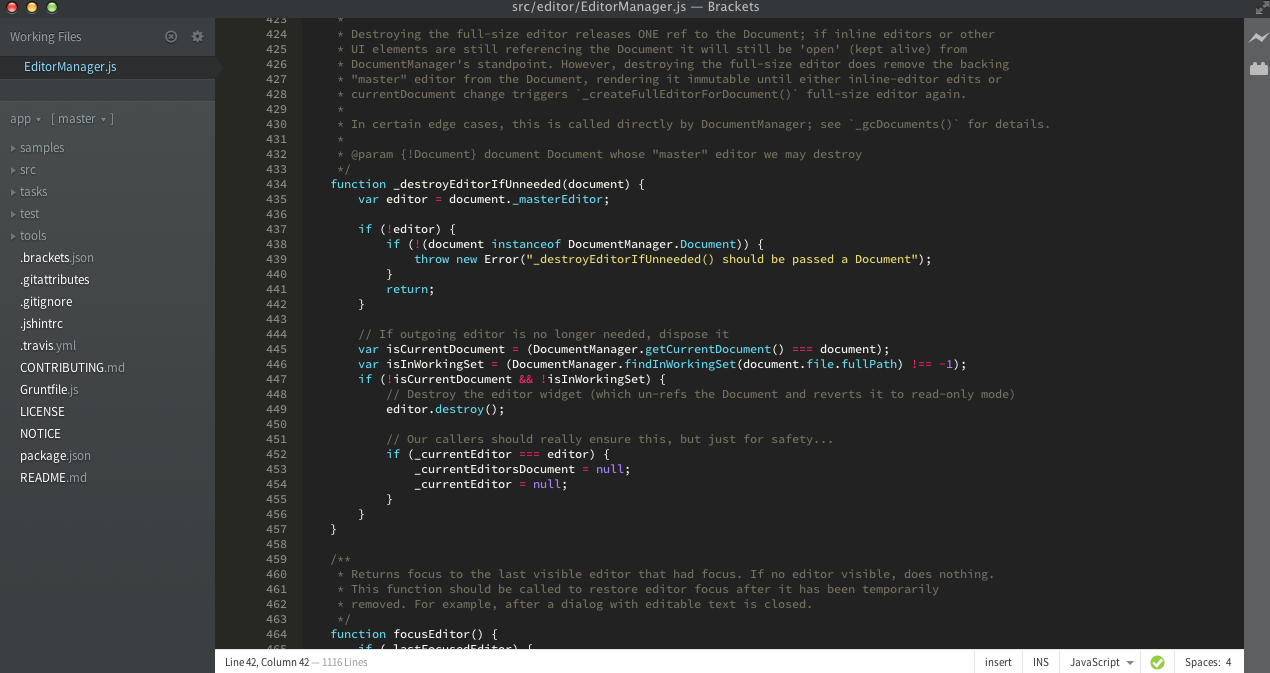 src/editor/EditorManager.js — Brackets
Working Files
EditorManager.js
app
[ master ]
samples
src
tasks
test
tools
.brackets.json
.gitattributes
.gitignore
.jshintrc
.travis.yml
CONTRIBUTING.md
Gruntfile.js
LICENSE
NOTICE
package.json
README.md
423 *
424 * Destroying the full-size editor releases ONE ref to the Document; if inline editors or other
425 * UI elements are still referencing the Document it will still be 'open' (kept alive) from
426 * DocumentManager's standpoint. However, destroying the full-size editor does remove the backing
427 * "master" editor from the Document, rendering it immutable until either inline-editor edits or
428 * currentDocument change triggers `_createFullEditorForDocument()` full-size editor again.
429 *
430 * In certain edge cases, this is called directly by DocumentManager; see `_gcDocuments()` for details.
431 *
432 * @param {!Document} document Document whose "master" editor we may destroy
433 */
434 function _destroyEditorIfUnneeded(document) {
435 var editor = document._masterEditor;
436
437 if (!editor) {
438 if (!(document instanceof DocumentManager.Document)) {
439 throw new Error("_destroyEditorIfUnneeded() should be passed a Document");
440 }
441 return;
442 }
443
444 // If outgoing editor is no longer needed, dispose it
445 var isCurrentDocument = (DocumentManager.getCurrentDocument() === document);
446 var isInWorkingSet = (DocumentManager.findInWorkingSet(document.file.fullPath) !== -1);
447 if (!isCurrentDocument && !isInWorkingSet) {
448 // Destroy the editor widget (which un-refs the Document and reverts it to read-only mode)
449 editor.destroy();
450
451 // Our callers should really ensure this, but just for safety...
452 if (_currentEditor === editor) {
453 _currentEditorsDocument = null;
454 _currentEditor = null;
455 }
456 }
457 }
458
459 /**
460 * Returns focus to the last visible editor that had focus. If no editor visible, does nothing.
461 * This function should be called to restore editor focus after it has been temporarily
462 * removed. For example, after a dialog with editable text is closed.
463 */
464 function focusEditor() {
465 if (_lastFocusedEditor) {
Line 42, Column 42 — 1116 Lines
insert
INS
JavaScript
Spaces: 4